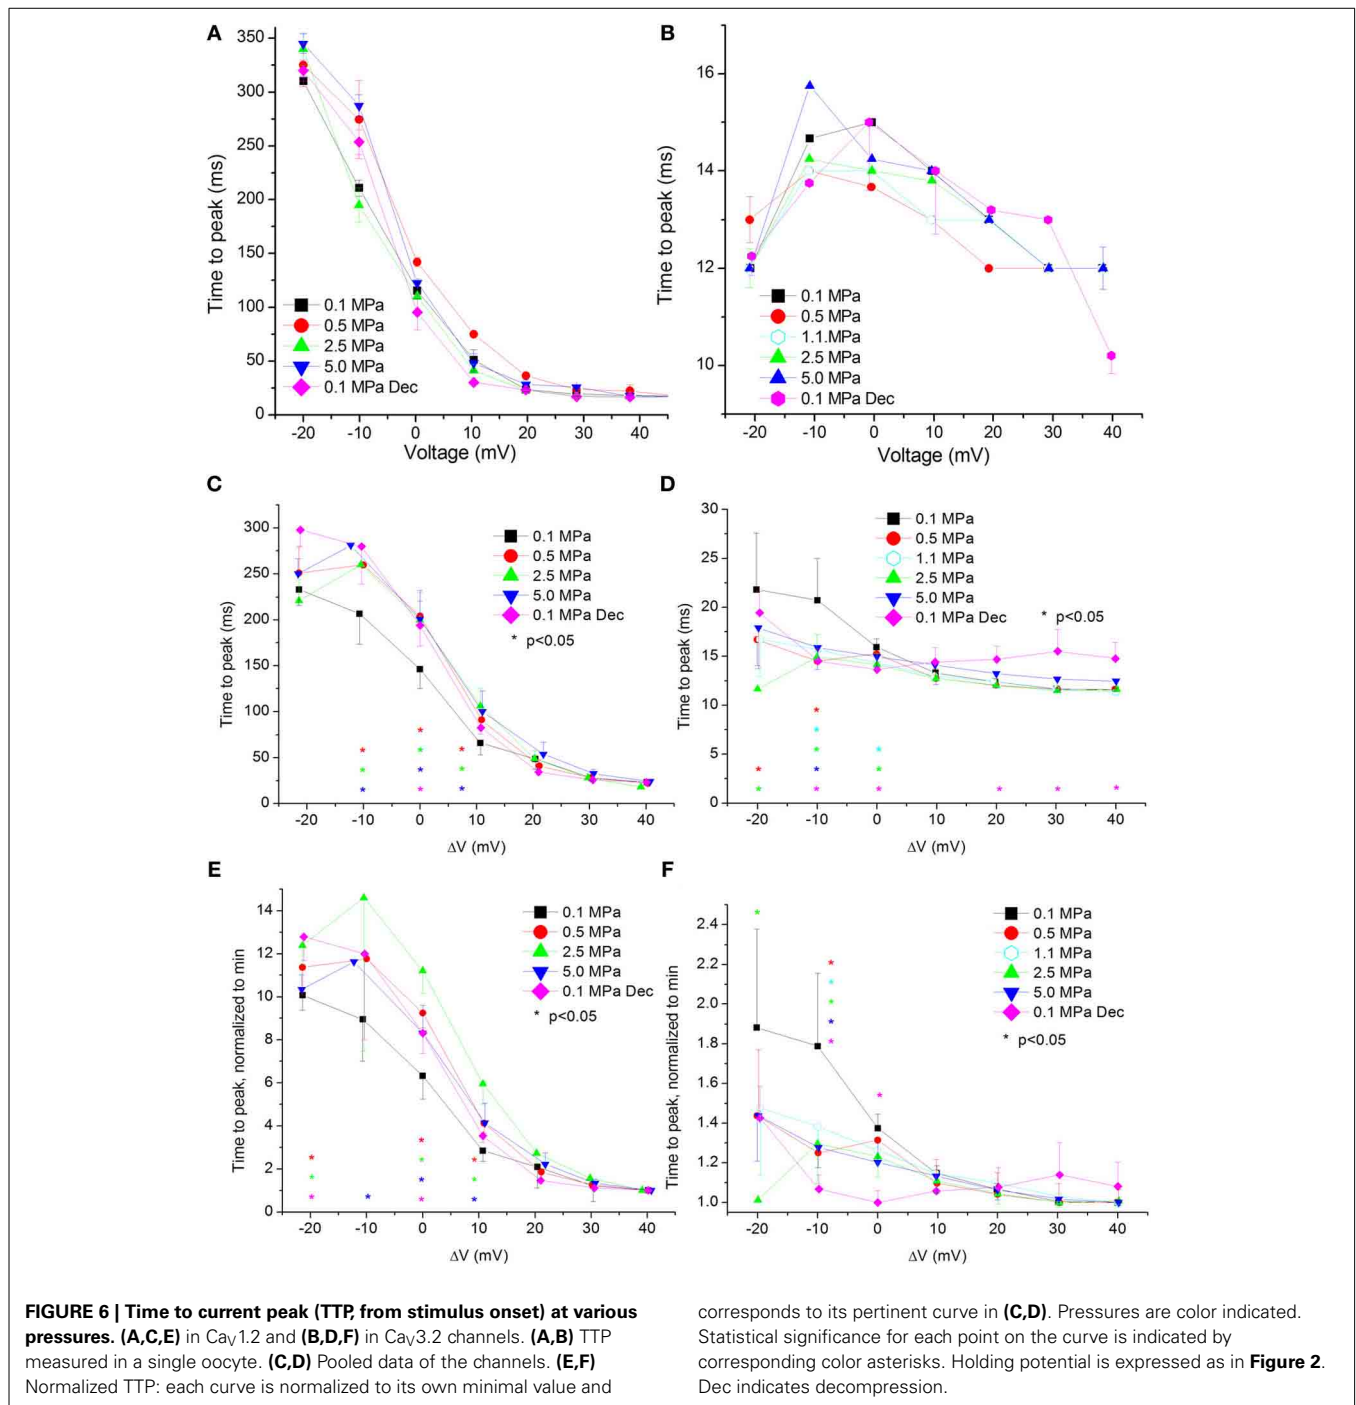 A
350
300
250
200
150
100
50
0
Time to peak (ms)
0.1 MPa
0.5 MPa
2.5 MPa
5.0 MPa
0.1 MPa Dec
-20 -10 0 10 20 30 40
Voltage (mV)
B
16
14
12
10
Time to peak (ms)
0.1 MPa
0.5 MPa
1.1.MPa
2.5 MPa
5.0 MPa
0.1 MPa Dec
-20 -10 0 10 20 30 40
Voltage (mV)
C
300
250
200
150
100
50
0
Time to peak (ms)
0.1 MPa
0.5 MPa
2.5 MPa
5.0 MPa
0.1 MPa Dec
* p<0.05
-20 -10 0 10 20 30 40
ΔV (mV)
D
30
25
20
15
10
5
0
Time to peak (ms)
0.1 MPa
0.5 MPa
1.1 MPa
2.5 MPa
5.0 MPa
0.1 MPa Dec
* p<0.05
-20 -10 0 10 20 30 40
ΔV (mV)
E
14
12
10
8
6
4
2
0
Time to peak, normalized to min
0.1 MPa
0.5 MPa
2.5 MPa
5.0 MPa
0.1 MPa Dec
* p<0.05
-20 -10 0 10 20 30 40
ΔV (mV)
F
2.4
2.2
2.0
1.8
1.6
1.4
1.2
1.0
Time to peak, normalized to min
0.1 MPa
0.5 MPa
1.1 MPa
2.5 MPa
5.0 MPa
0.1 MPa Dec
* p<0.05
-20 -10 0 10 20 30 40
ΔV (mV)
FIGURE 6 | Time to current peak (TTP, from stimulus onset) at various
pressures. (A,C,E) in CaV1.2 and (B,D,F) in CaV3.2 channels. (A,B) TTP
measured in a single oocyte. (C,D) Pooled data of the channels. (E,F)
Normalized TTP: each curve is normalized to its own minimal value and
corresponds to its pertinent curve in (C,D). Pressures are color indicated.
Statistical significance for each point on the curve is indicated by
corresponding color asterisks. Holding potential is expressed as in Figure 2.
Dec indicates decompression.